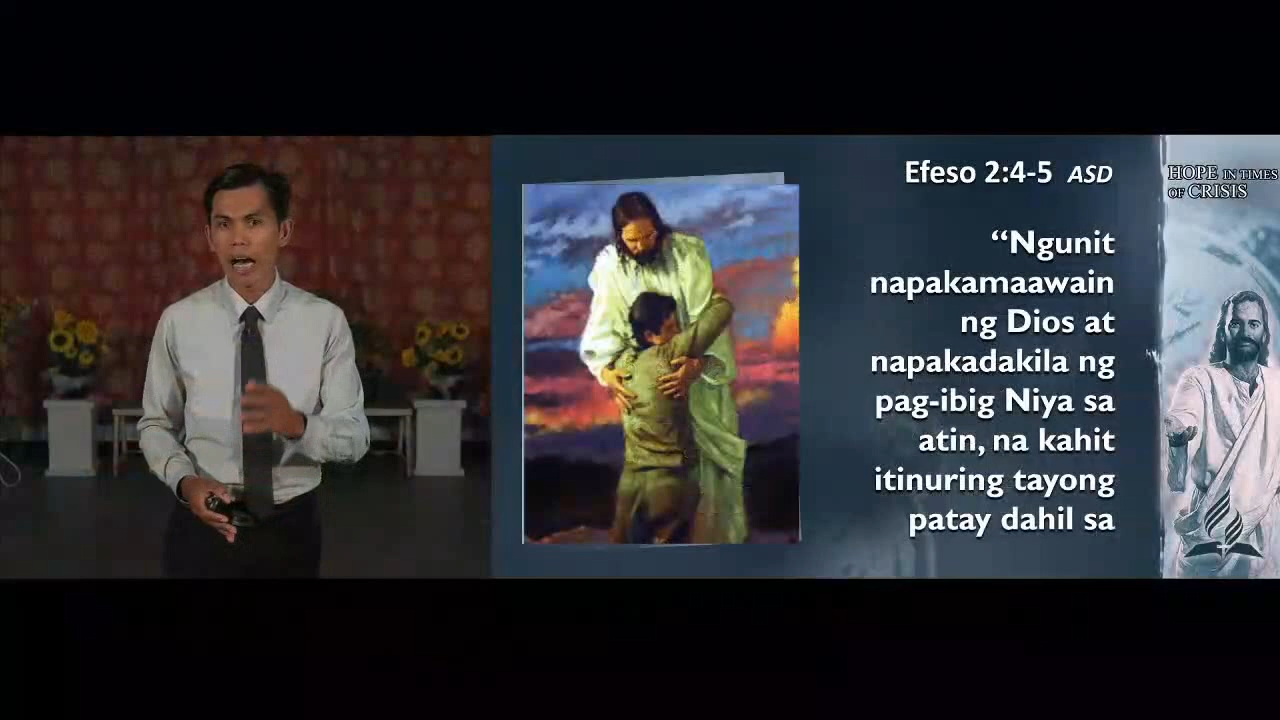 Efeso 2:4-5 ASD
“Ngunit
napakamaawain
ng Dios at
napakadakila ng
pag-ibig Niya sa
atin, na kahit
itinuring tayong
patay dahil sa
HOPE IN TIMES
OF CRISIS